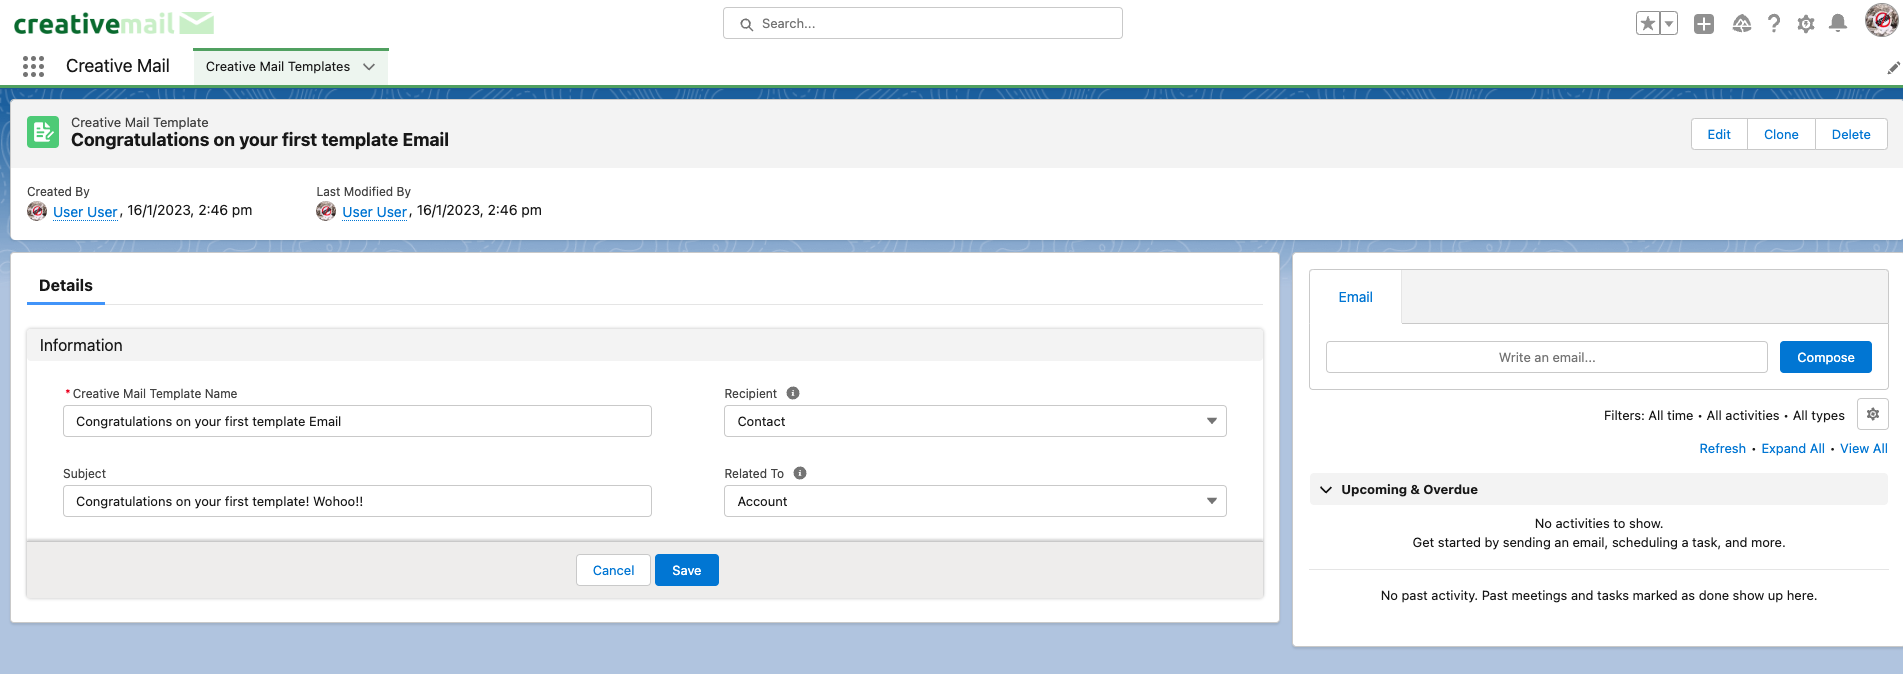 creativemail
Search...
Creative Mail
Creative Mail Templates
Creative Mail Template
Congratulations on your first template Email
Edit
Clone
Delete
Created By
Last Modified By
User User, 16/1/2023, 2:46 pm
User User, 16/1/2023, 2:46 pm
Details
Information
* Creative Mail Template Name
Congratulations on your first template Email
Recipient
Contact
Subject
Congratulations on your first template! Wohoo!!
Related To
Account
Cancel
Save
Email
Write an email...
Compose
Filters: All time • All activities • All types
Refresh • Expand All • View All
Upcoming & Overdue
No activities to show.
Get started by sending an email, scheduling a task, and more.
No past activity. Past meetings and tasks marked as done show up here.